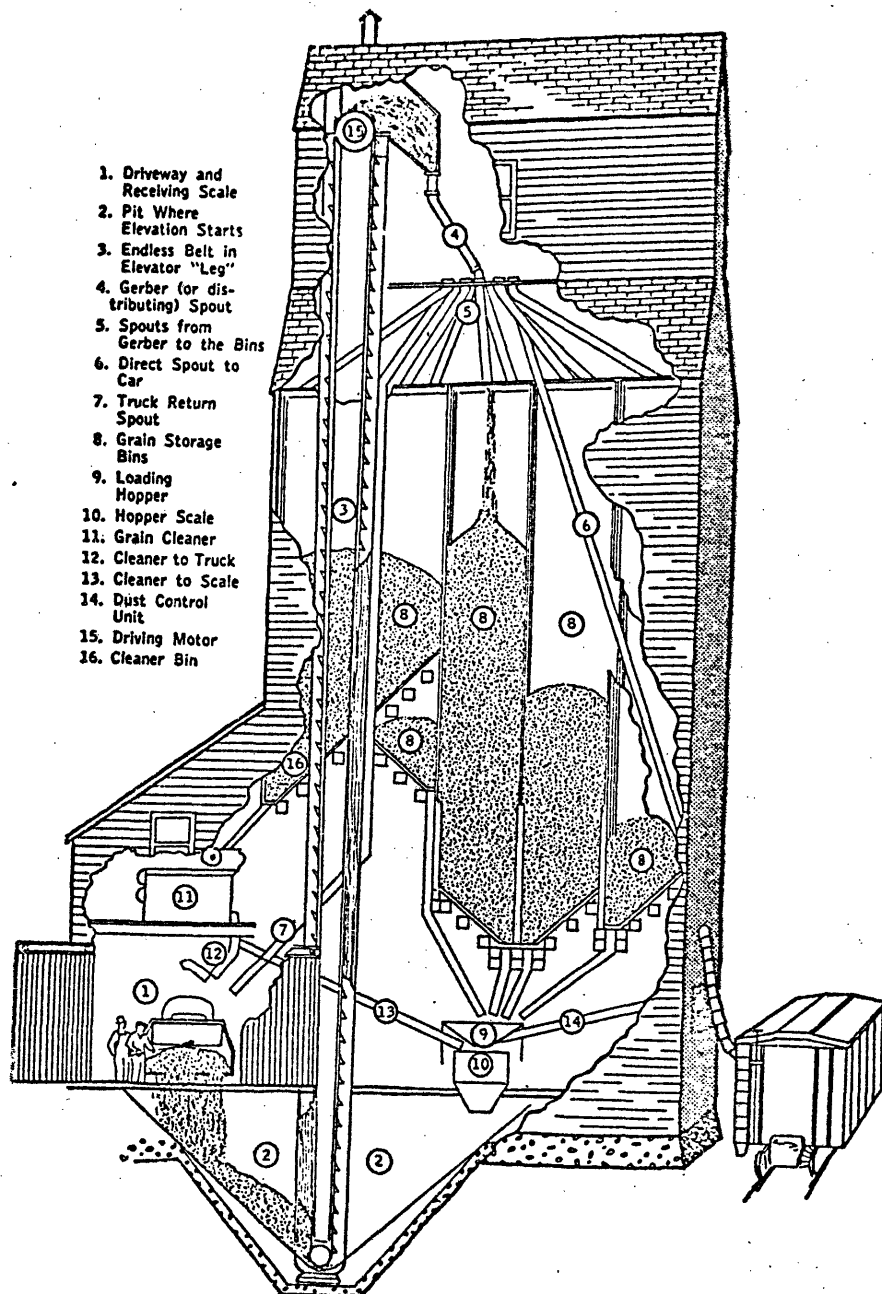 1. Driveway and
Receiving Scale
2. Pit Where
Elevation Starts
3. Endless Belt in
Elevator "Leg"
4. Gerber (or dis-
tributing) Spout
5. Spouts from
Gerber to the Bins
6. Direct Spout to
Car
7. Truck Return
Spout
8. Grain Storage
Bins
9. Loading
Hopper
10. Hopper Scale
11. Grain Cleaner
12. Cleaner to Truck
13. Cleaner to Scale
14. Dust Control
Unit
15. Driving Motor
16. Cleaner Bin
15
4
5
3
6
8
8
8
8
16
8
11
7
12
1
13
14
9
10
2
2